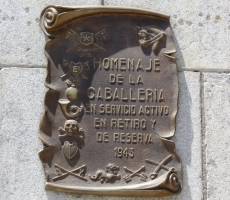 HOMENAJE
DE LA
CABALLERIA
EN SERVICIO ACTIVO
EN RETIRO Y
DE RESERVA
1943